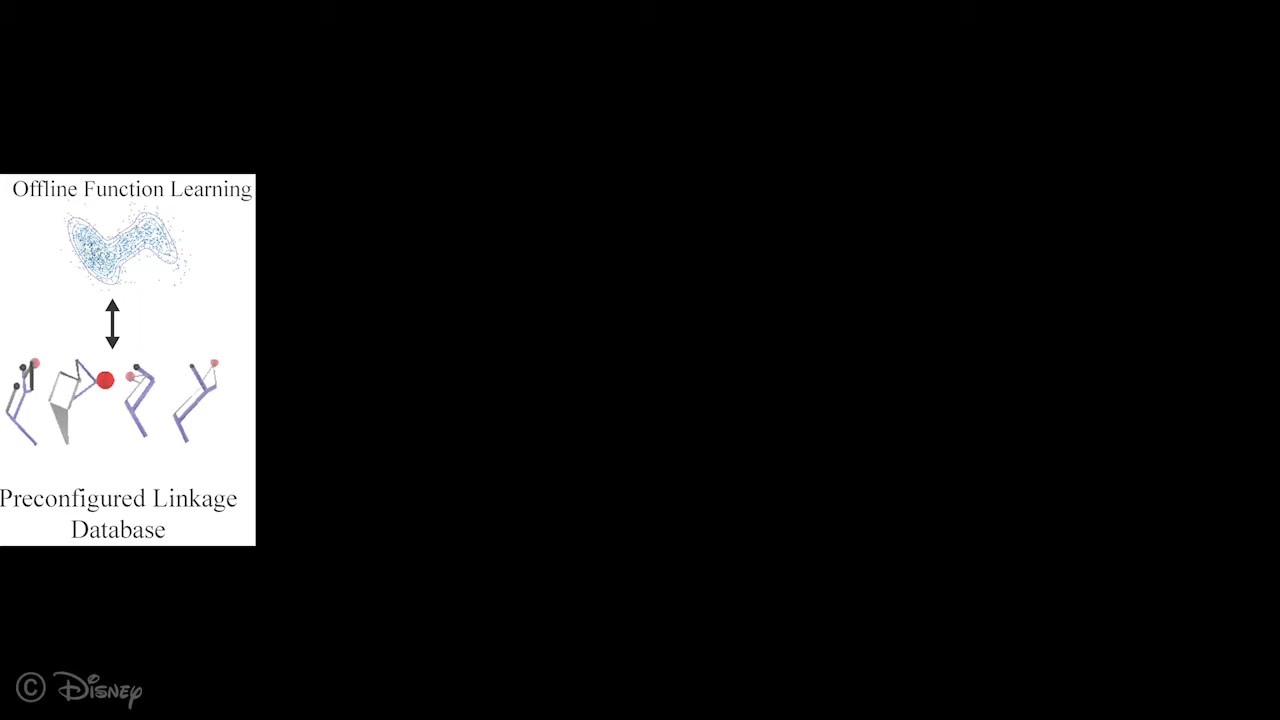 Offline Function Learning
Preconfigured Linkage
Database
© Disney